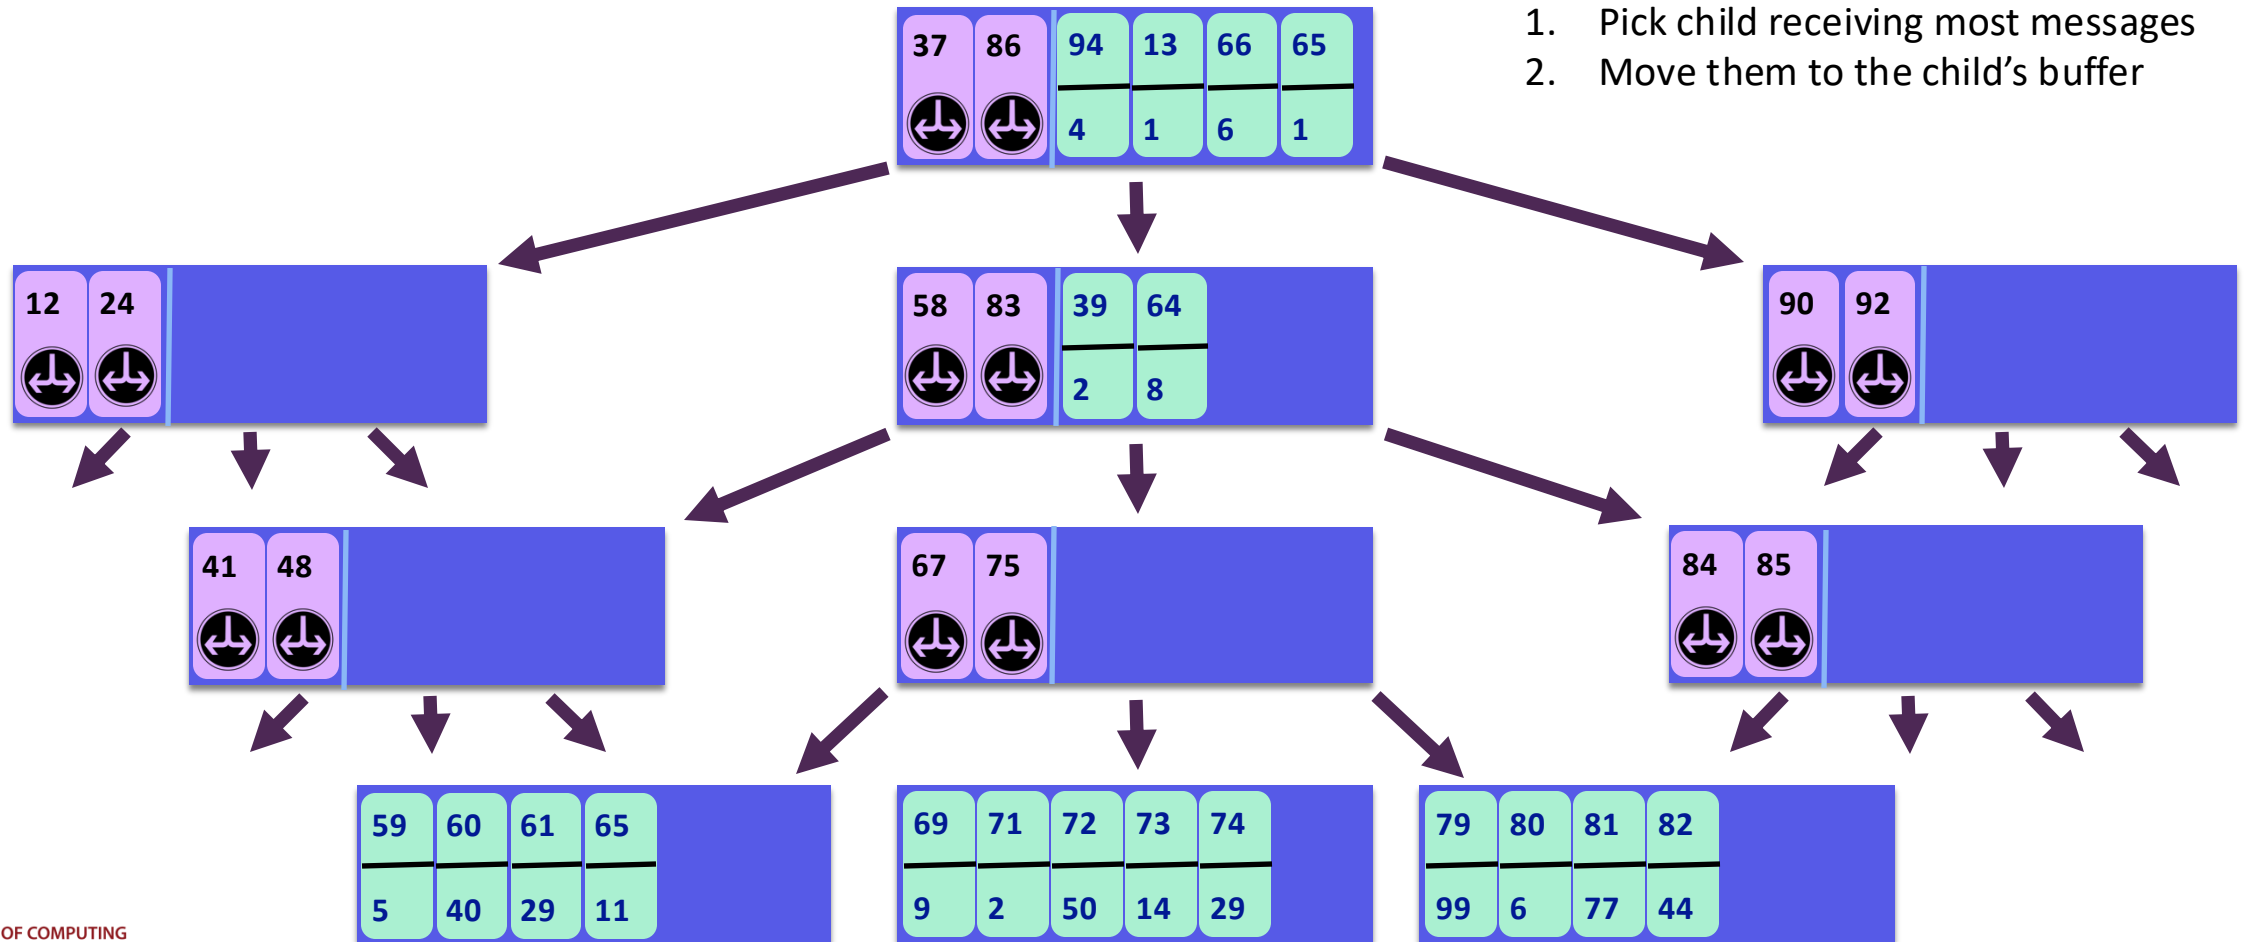 1. Pick child receiving most messages
2. Move them to the child's buffer
37 86 94 13 66 65
4 1 6 1
12 24
58 83 39 64
2 8
90 92
41 48
67 75
84 85
59 60 61 65
5 40 29 11
69 71 72 73 74
9 2 50 14 29
79 80 81 82
99 6 77 44
OF COMPUTING